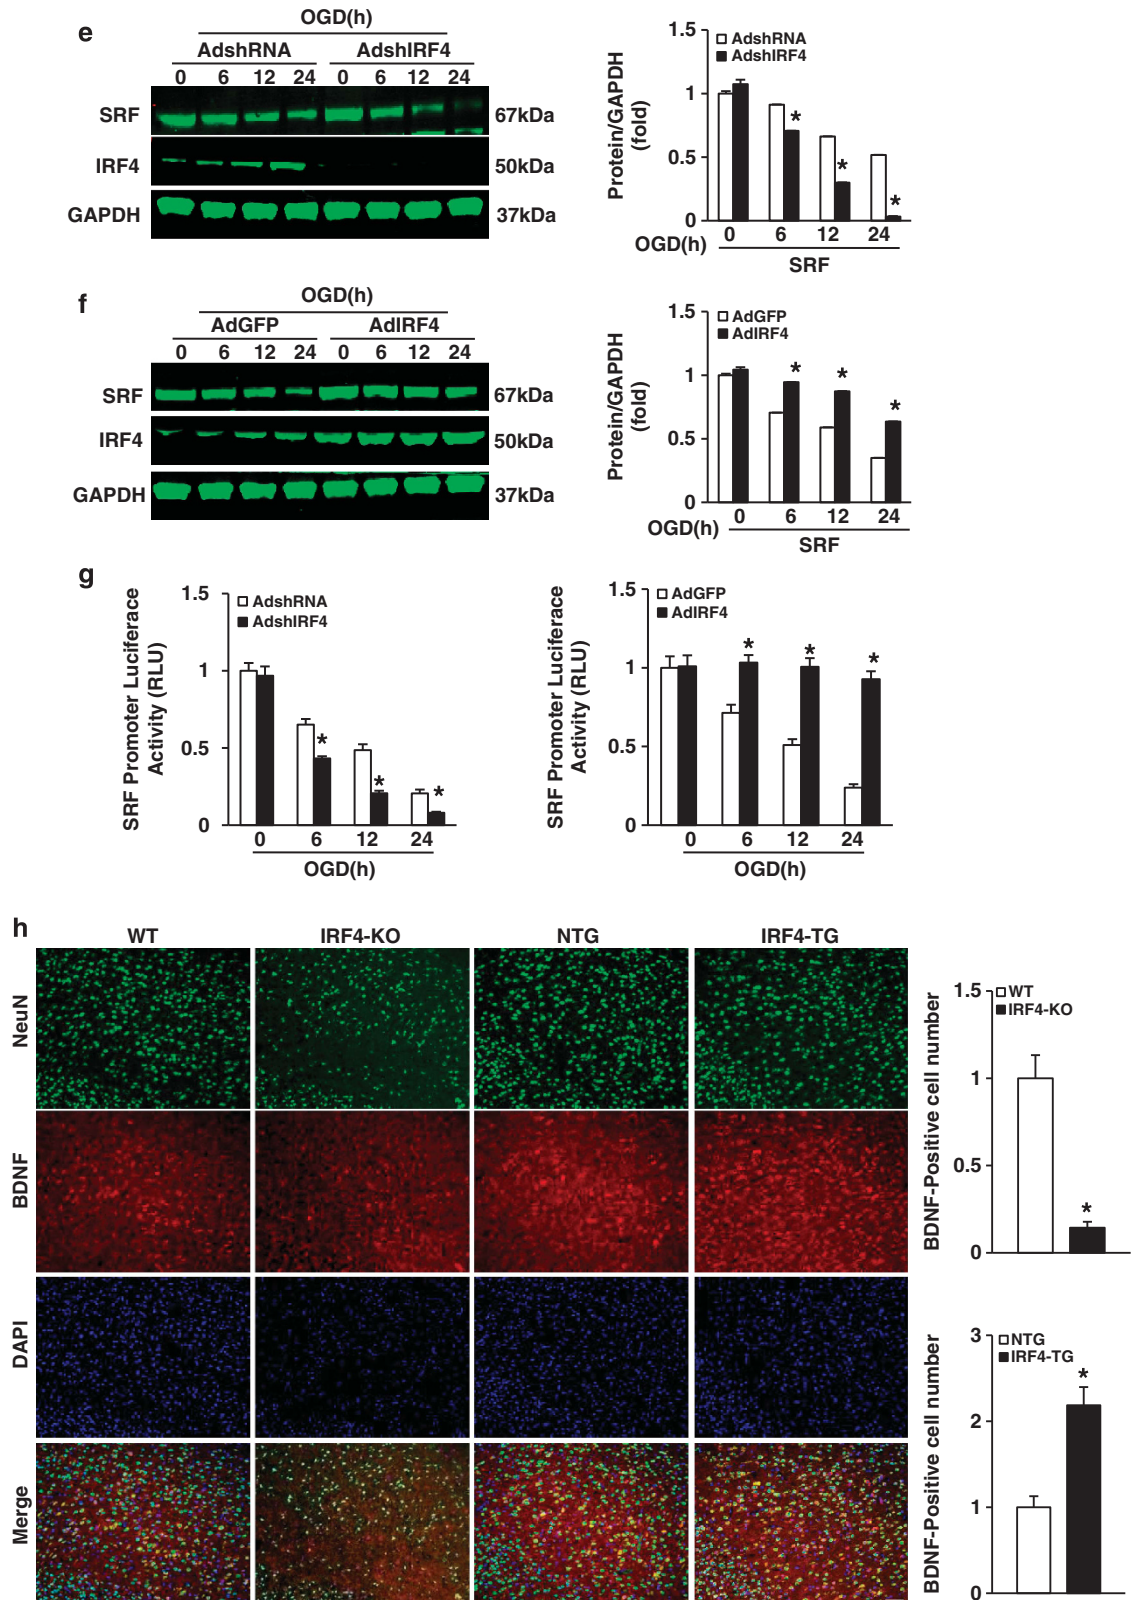 e
OGD(h)
AdshRNA AdshIRF4
0 6 12 24 0 6 12 24
SRF 67kDa
IRF4 50kDa
GAPDH 37kDa
Protein/GAPDH
(fold)
1.5
1
0.5
0
AdshRNA
AdshIRF4
* * *
OGD(h) 0 6 12 24
SRF
f
OGD(h)
AdGFP AdIRF4
0 6 12 24 0 6 12 24
SRF 67kDa
IRF4 50kDa
GAPDH 37kDa
Protein/GAPDH
(fold)
1.5
1
0.5
0
AdGFP
AdIRF4
* * *
OGD(h) 0 6 12 24
SRF
g
SRF Promoter Luciferace
Activity (RLU)
1.5
1
0.5
0
AdshRNA
AdshIRF4
* * *
0 6 12 24
OGD(h)
SRF Promoter Luciferace
Activity (RLU)
1.5
1
0.5
0
AdGFP
AdIRF4
* * *
0 6 12 24
OGD(h)
h
WT IRF4-KO NTG IRF4-TG
NeuN
BDNF
DAPI
Merge
BDNF-Positive cell number
1.5
1
0.5
0
WT
IRF4-KO
*
BDNF-Positive cell number
3
2
1
0
NTG
IRF4-TG
*